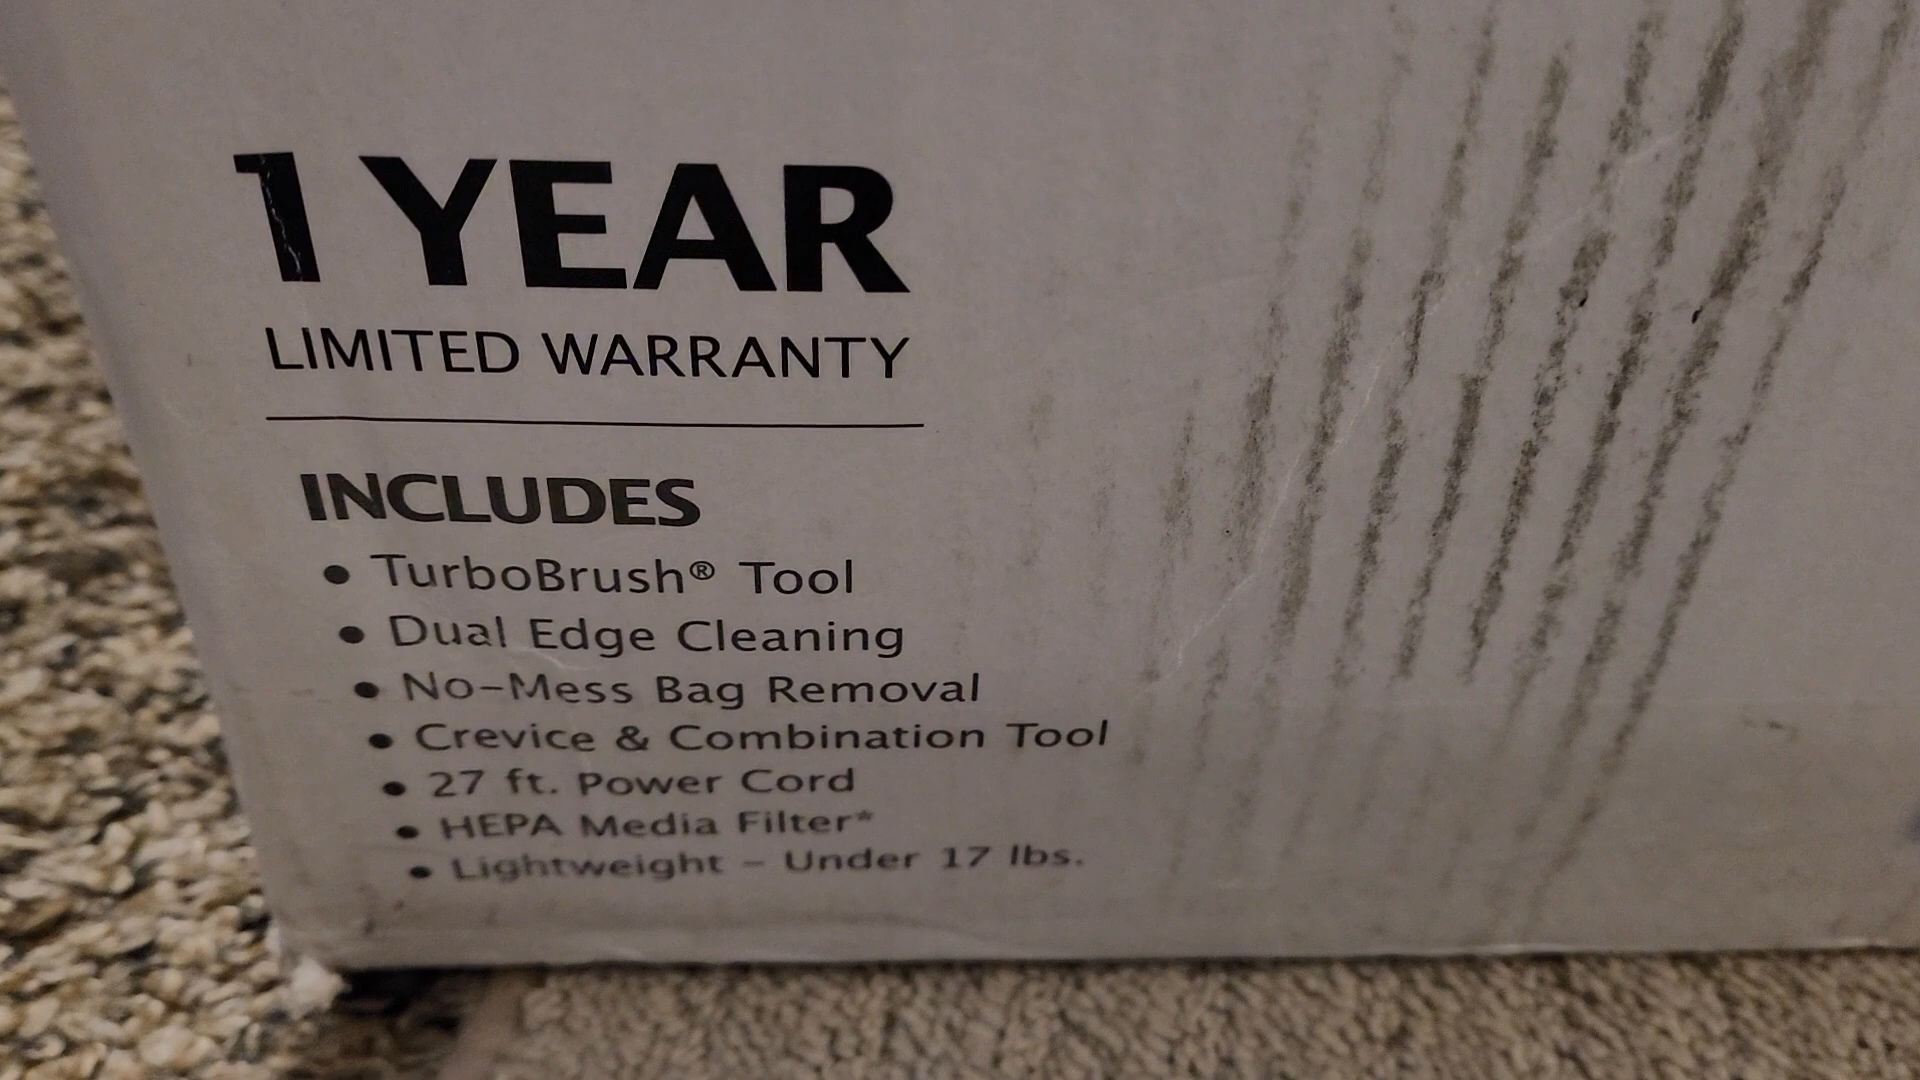 1 YEAR
LIMITED WARRANTY
INCLUDES
• TurboBrush® Tool
• Dual Edge Cleaning
• No-Mess Bag Removal
• Crevice & Combination Tool
• 27 ft. Power Cord
• HEPA Media Filter*
• Lightweight – Under 17 lbs.